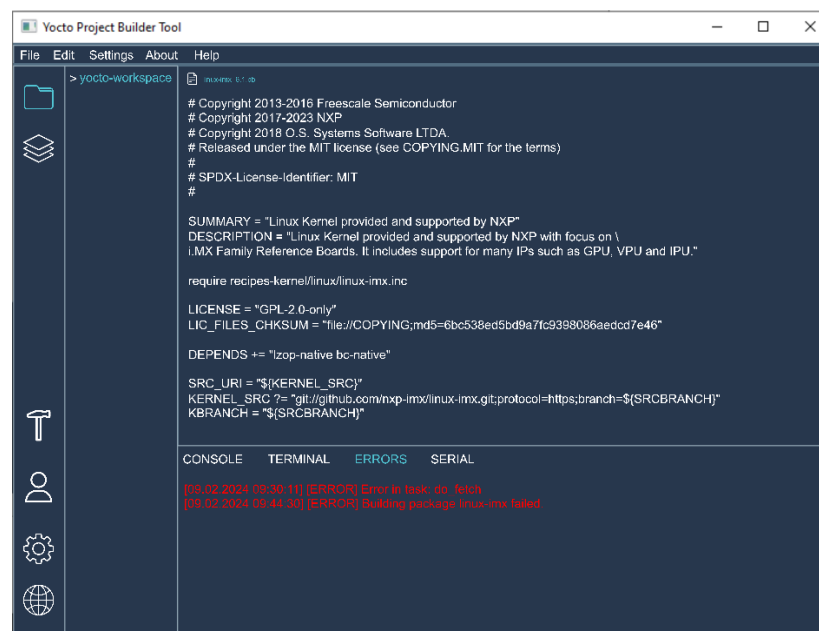 Yocto Project Builder Tool
File Edit Settings About Help
> yocto-workspace
linux-imx_6.1.bb
# Copyright 2013-2016 Freescale Semiconductor
# Copyright 2017-2023 NXP
# Copyright 2018 O.S. Systems Software LTDA.
# Released under the MIT license (see COPYING.MIT for the terms)
#
# SPDX-License-Identifier: MIT
#
SUMMARY = "Linux Kernel provided and supported by NXP"
DESCRIPTION = "Linux Kernel provided and supported by NXP with focus on \
i.MX Family Reference Boards. It includes support for many IPs such as GPU, VPU and IPU."
require recipes-kernel/linux/linux-imx.inc
LICENSE = "GPL-2.0-only"
LIC_FILES_CHKSUM = "file://COPYING;md5=6bc538ed5bd9a7fc9398086aedcd7e46"
DEPENDS += "lzop-native bc-native"
SRC_URI = "${KERNEL_SRC}"
KERNEL_SRC ?= "git://github.com/nxp-imx/linux-imx.git;protocol=https;branch=${SRCBRANCH}"
KBRANCH = "${SRCBRANCH}"
CONSOLE TERMINAL ERRORS SERIAL
[09.02.2024 09:30:11] [ERROR] Error in task: do_fetch
[09.02.2024 09:44:30] [ERROR] Building package linux-imx failed